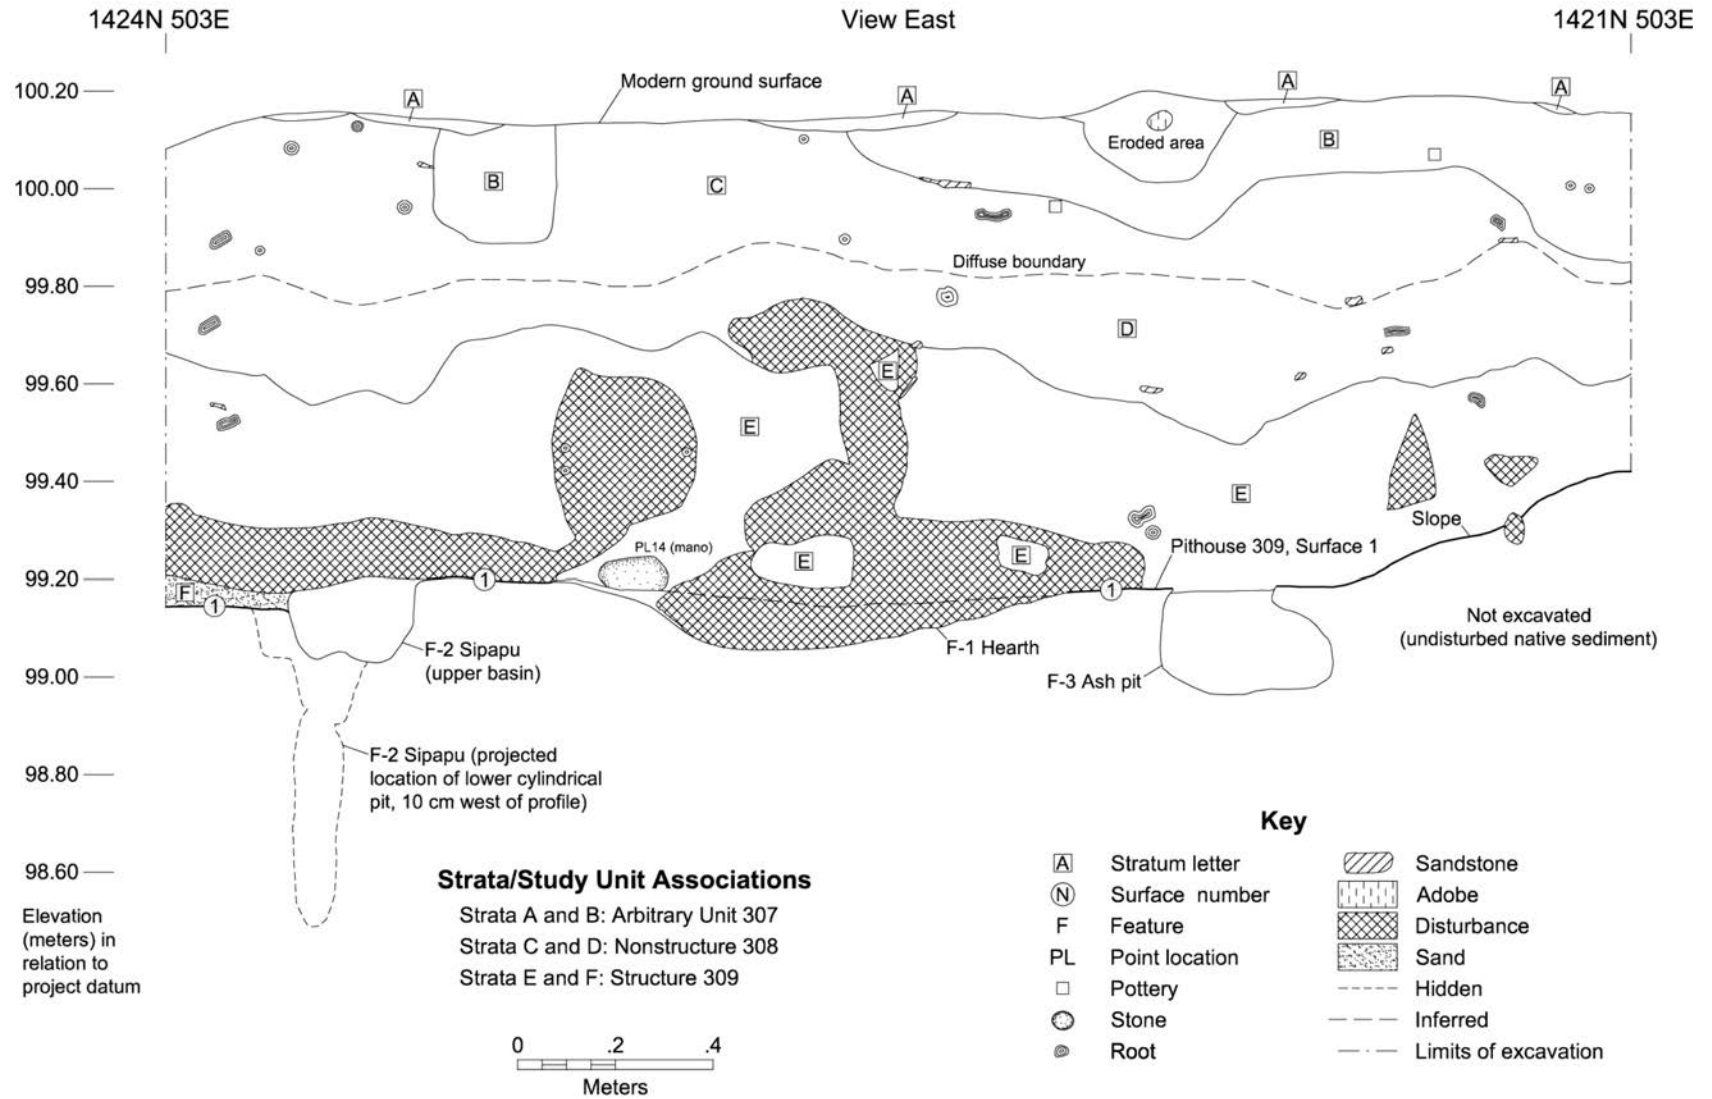 1424N 503E
View East
1421N 503E
100.20
100.00
99.80
99.60
99.40
99.20
99.00
98.80
98.60
Elevation
(meters) in
relation to
project datum
A
Modern ground surface
A
A
A
Eroded area
B
B
C
Diffuse boundary
D
E
E
E
Slope
PL14 (mano)
Pithouse 309, Surface 1
E
E
1
F
1
1
Not excavated
(undisturbed native sediment)
F-2 Sipapu
(upper basin)
F-1 Hearth
F-3 Ash pit
F-2 Sipapu (projected
location of lower cylindrical
pit, 10 cm west of profile)
Strata/Study Unit Associations
Strata A and B: Arbitrary Unit 307
Strata C and D: Nonstructure 308
Strata E and F: Structure 309
0 .2 .4
Meters
Key
A Stratum letter
N Surface number
F Feature
PL Point location
Pottery
Stone
Root
Sandstone
Adobe
Disturbance
Sand
Hidden
Inferred
Limits of excavation